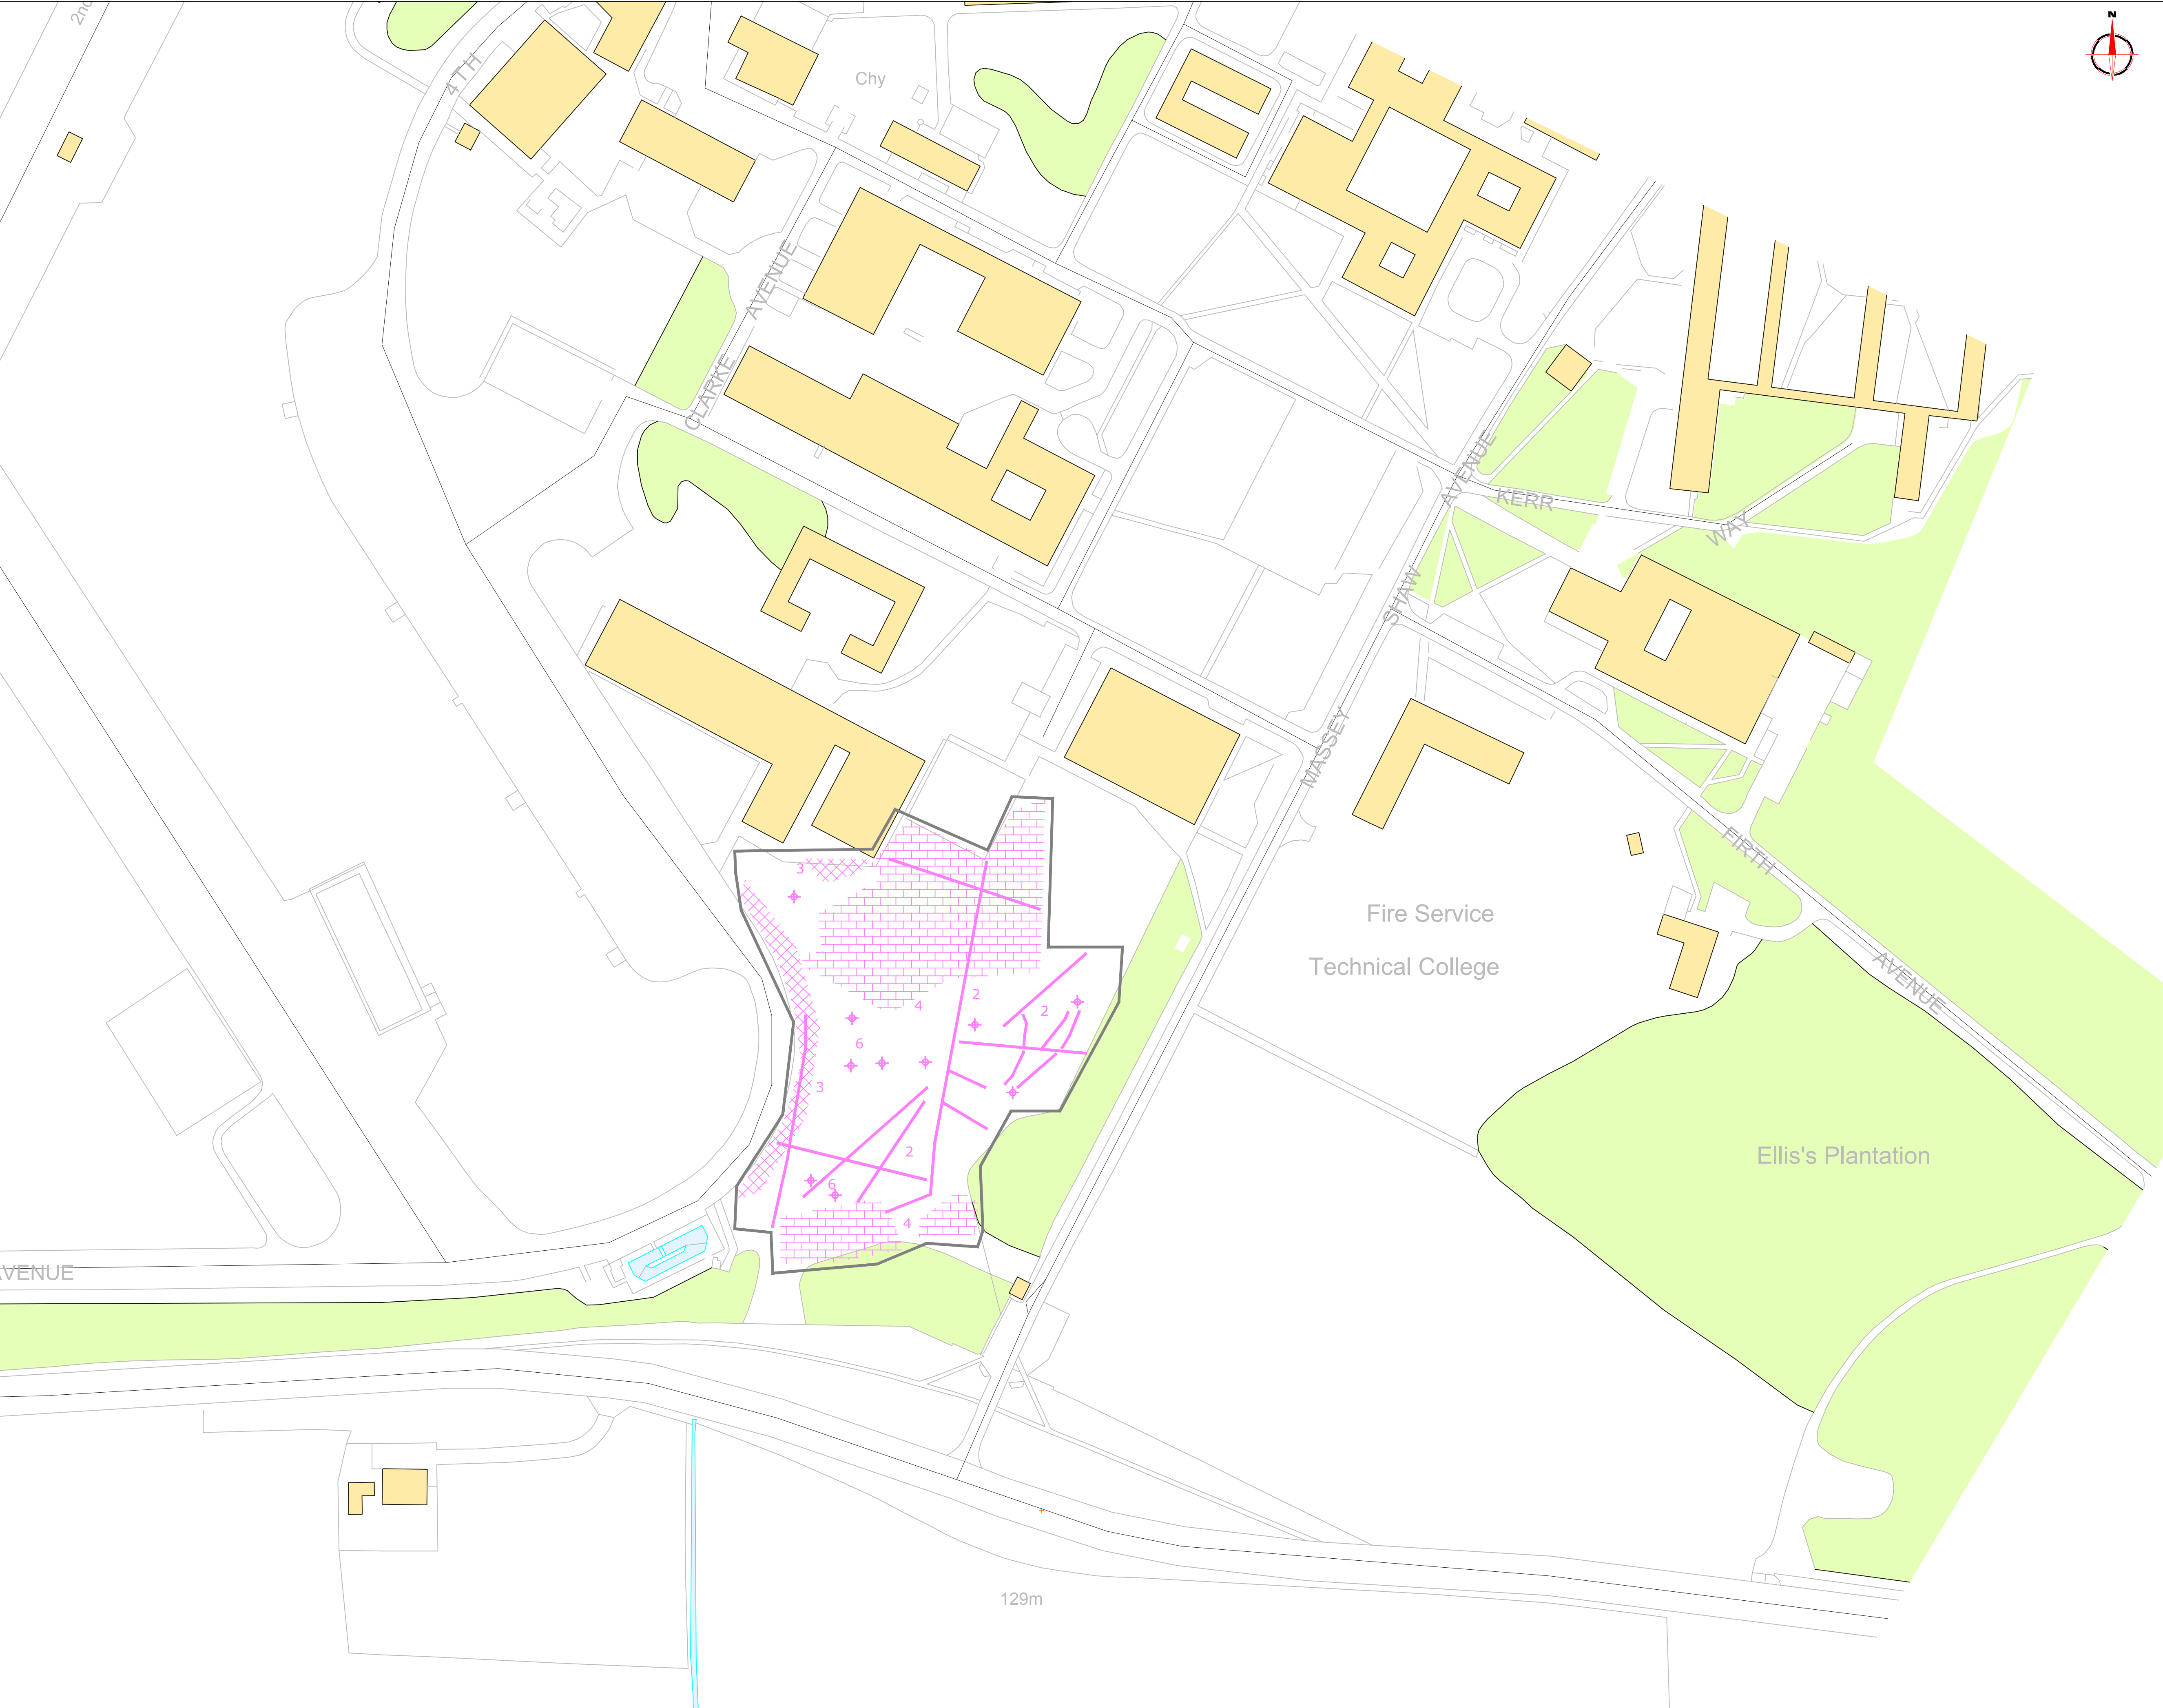 N
2nd
4TH
Chy
AVENUE
CLARKE
AVENUE
KERR
WAY
SHAW
MASSEY
3
FIRTH
Fire Service
Technical College
AVENUE
2
4
2
6
3
2
Ellis's Plantation
6
4
AVENUE
129m